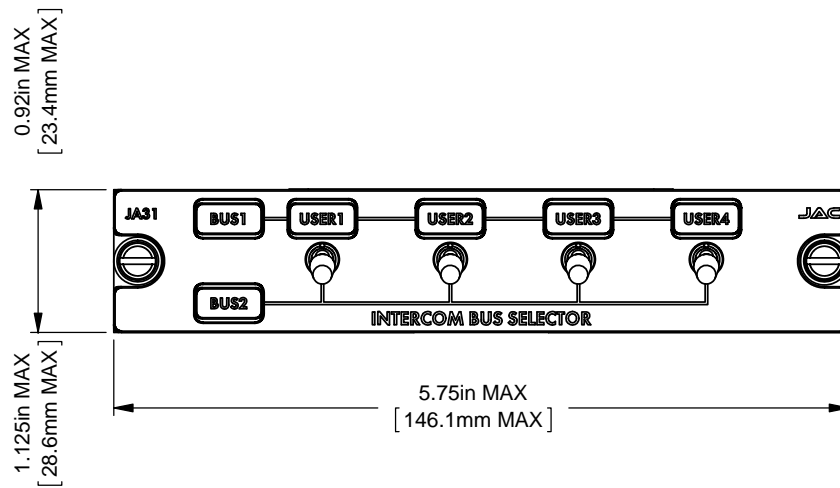 0.92in MAX
[23.4mm MAX]
JA31
BUS1
USER1
USER2
USER3
USER4
JAC
BUS2
INTERCOM BUS SELECTOR
1.125in MAX
[28.6mm MAX]
5.75in MAX
[146.1mm MAX]